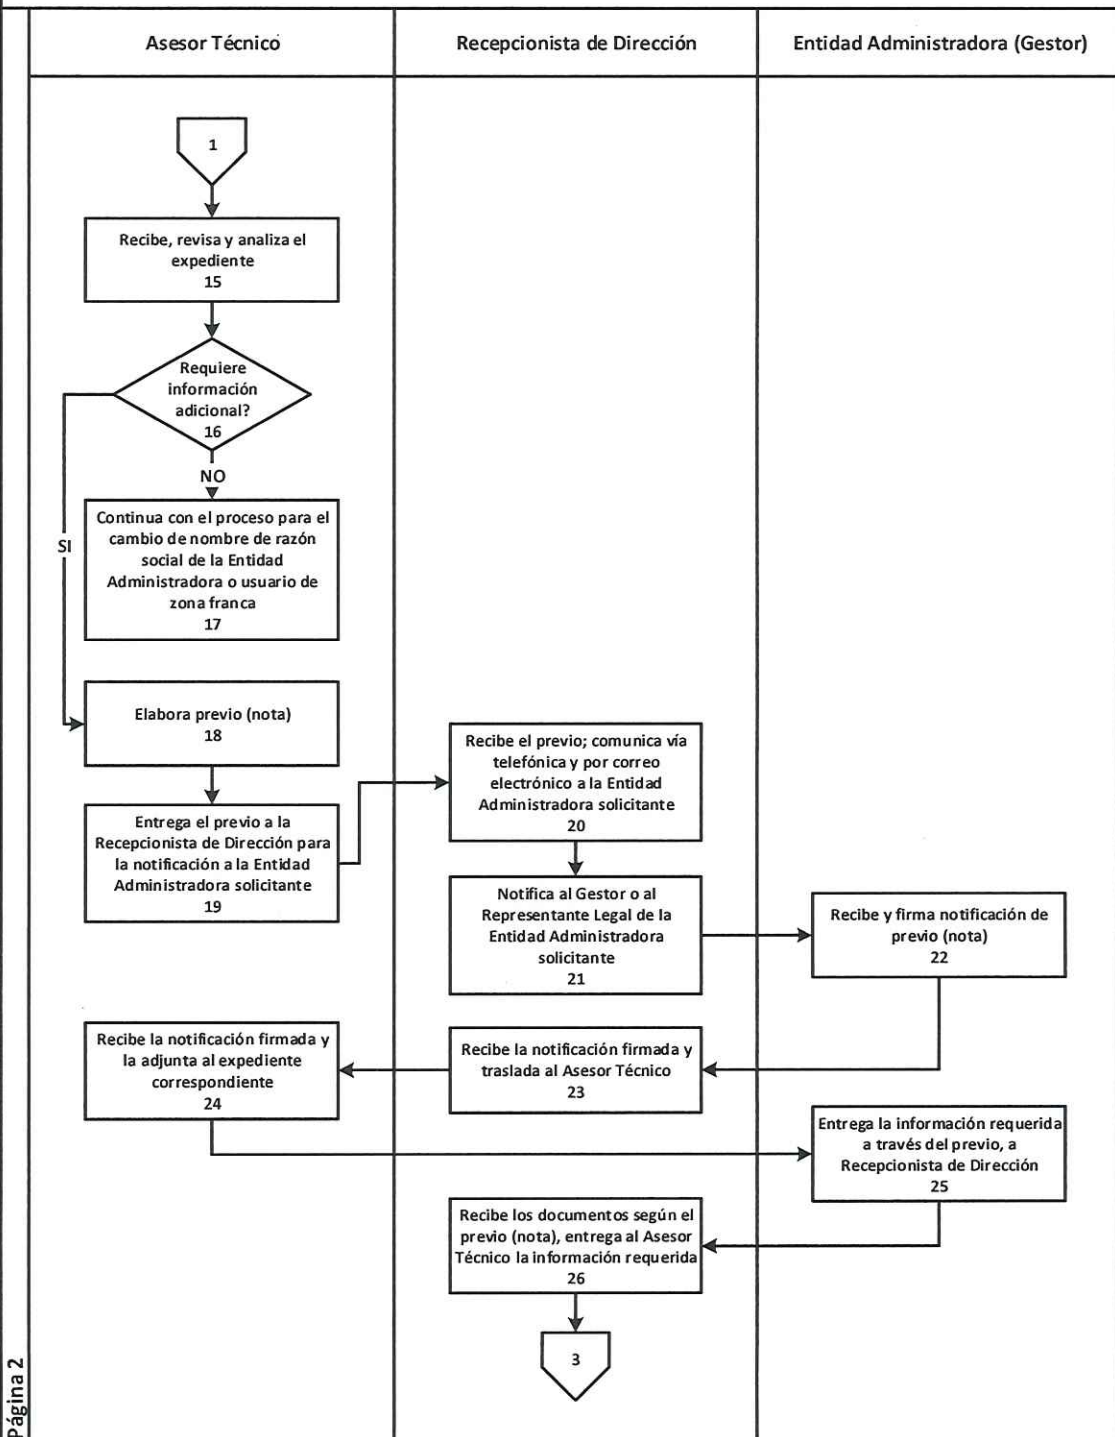 Asesor Técnico
Recepcionista de Dirección
Entidad Administradora (Gestor)
1
Recibe, revisa y analiza el
expediente
15
Requiere
información
adicional?
16
NO
SI
Continua con el proceso para el
cambio de nombre de razón
social de la Entidad
Administradora o usuario de
zona franca
17
Elabora previo (nota)
18
Entrega el previo a la
Recepcionista de Dirección para
la notificación a la Entidad
Administradora solicitante
19
Recibe el previo; comunica vía
telefónica y por correo
electrónico a la Entidad
Administradora solicitante
20
Notifica al Gestor o al
Representante Legal de la
Entidad Administradora
solicitante
21
Recibe y firma notificación de
previo (nota)
22
Recibe la notificación firmada y
traslada al Asesor Técnico
23
Recibe la notificación firmada y
la adjunta al expediente
correspondiente
24
Entrega la información requerida
a través del previo, a
Recepcionista de Dirección
25
Recibe los documentos según el
previo (nota), entrega al Asesor
Técnico la información requerida
26
3
Página 2